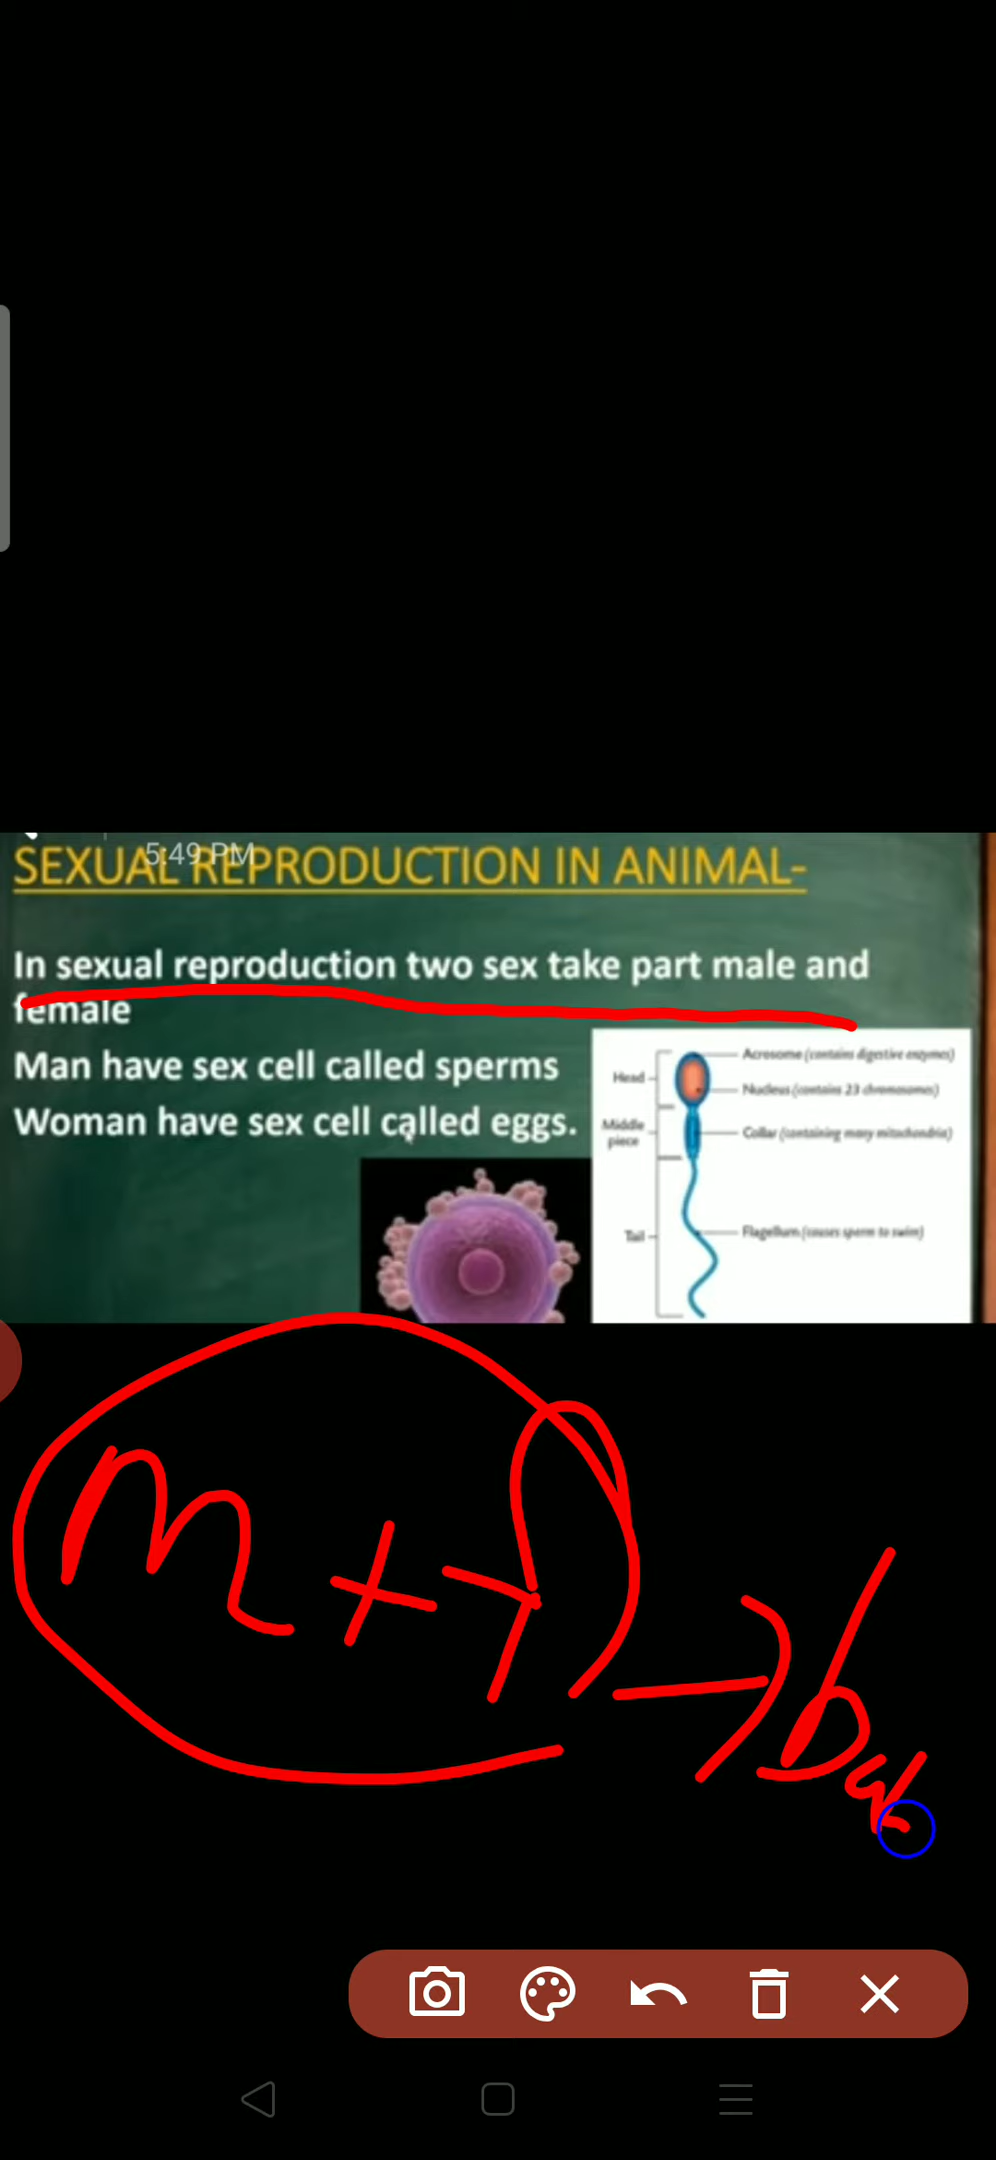 5:49 PM
SEXUAL REPRODUCTION IN ANIMAL-
In sexual reproduction two sex take part male and
female
Man have sex cell called sperms
Woman have sex cell called eggs.
Head
Acrosome (contains digestive enzymes)
Nucleus (contains 23 chromosomes)
Middle
piece
Collar (containing many mitochondria)
Tail
Flagellum (causes sperm to swim)
m + f